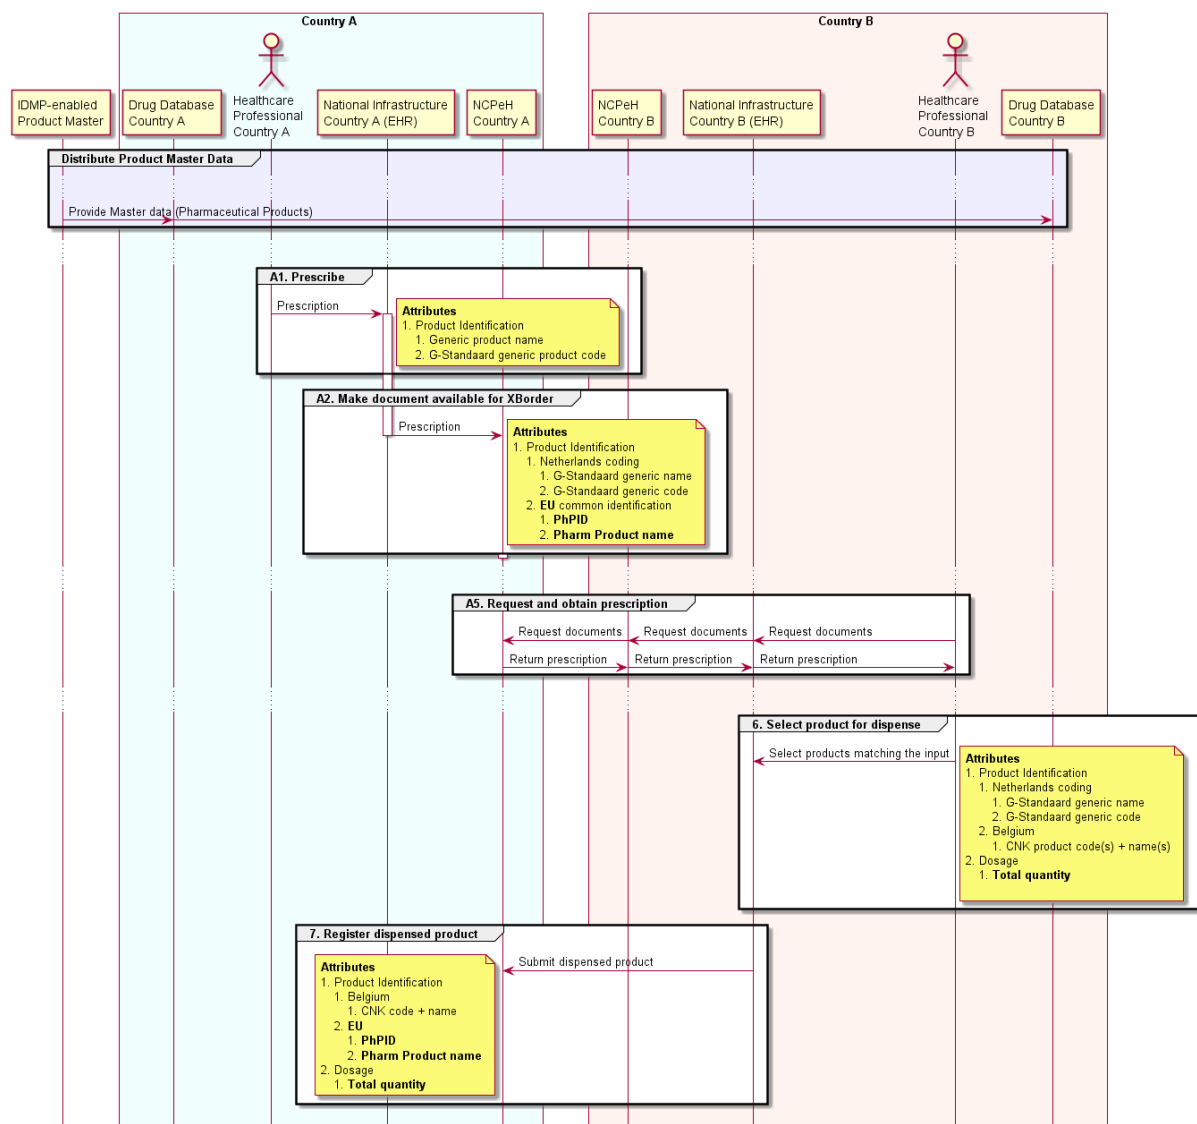 Country A
Country B
IDMP-enabled
Product Master
Drug Database
Country A
Healthcare
Professional
Country A
National Infrastructure
Country A (EHR)
NCPeH
Country A
NCPeH
Country B
National Infrastructure
Country B (EHR)
Healthcare
Professional
Country B
Drug Database
Country B
Distribute Product Master Data
Provide Master data (Pharmaceutical Products)
A1. Prescribe
Prescription
Attributes
1. Product Identification
1. Generic product name
2. G-Standaard generic product code
A2. Make document available for XBorder
Prescription
Attributes
1. Product Identification
1. Netherlands coding
1. G-Standaard generic name
2. G-Standaard generic code
2. EU common identification
1. PhPID
2. Pharm Product name
A5. Request and obtain prescription
Request documents
Request documents
Request documents
Return prescription
Return prescription
Return prescription
6. Select product for dispense
Select products matching the input
Attributes
1. Product Identification
1. Netherlands coding
1. G-Standaard generic name
2. G-Standaard generic code
2. Belgium
1. CNK product code(s) + name(s)
2. Dosage
1. Total quantity
7. Register dispensed product
Submit dispensed product
Attributes
1. Product Identification
1. Belgium
1. CNK code + name
2. EU
1. PhPID
2. Pharm Product name
2. Dosage
1. Total quantity